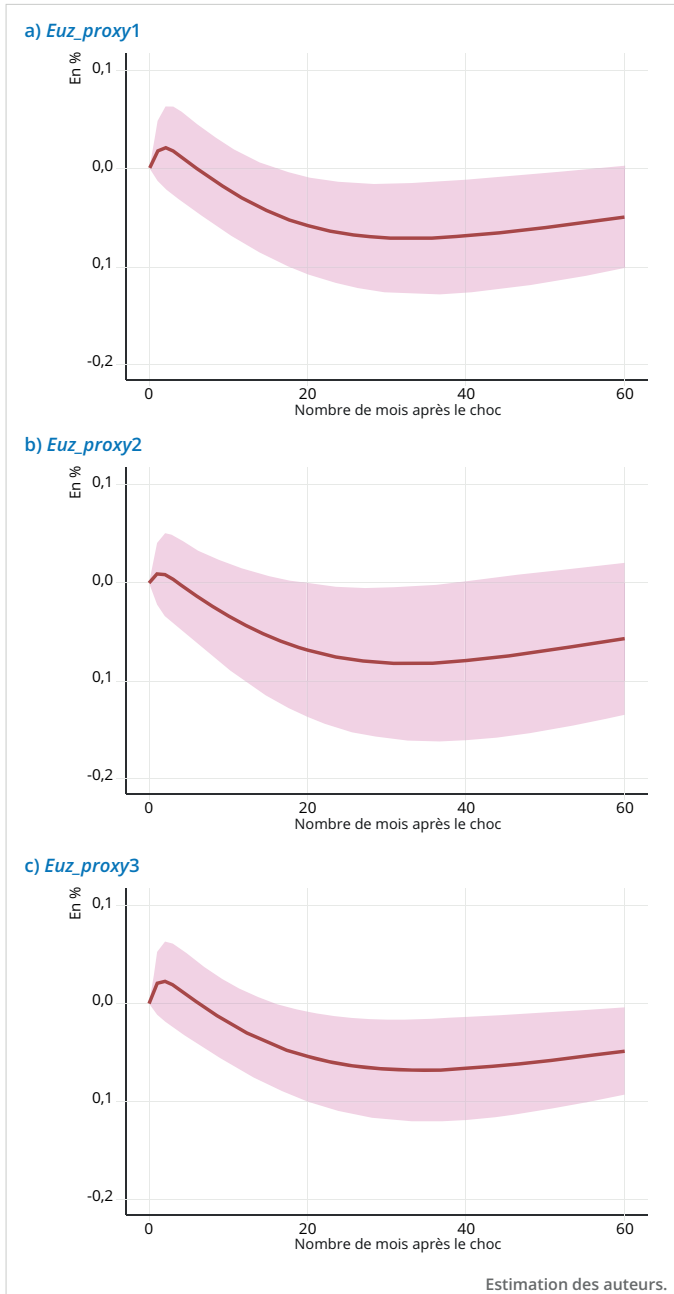 a) Euz_proxy1
En %
0,1
0,0
0,1
-0,2
0 20 40 60
Nombre de mois après le choc
b) Euz_proxy2
En %
0,1
0,0
0,1
-0,2
0 20 40 60
Nombre de mois après le choc
c) Euz_proxy3
En %
0,1
0,0
0,1
-0,2
0 20 40 60
Nombre de mois après le choc
Estimation des auteurs.